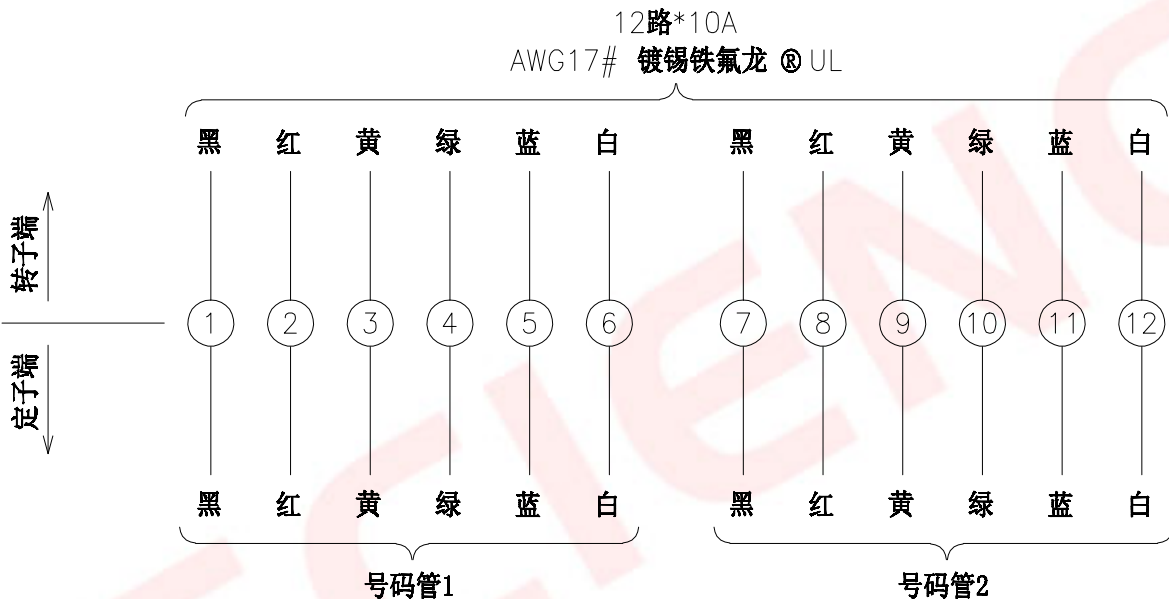 12路*10A
AWG17# 镀锡铁氟龙 ® UL
黑 红 黄 绿 蓝 白 黑 红 黄 绿 蓝 白
转子端
1 2 3 4 5 6 7 8 9 10 11 12
定子端
黑 红 黄 绿 蓝 白 黑 红 黄 绿 蓝 白
号码管1 号码管2